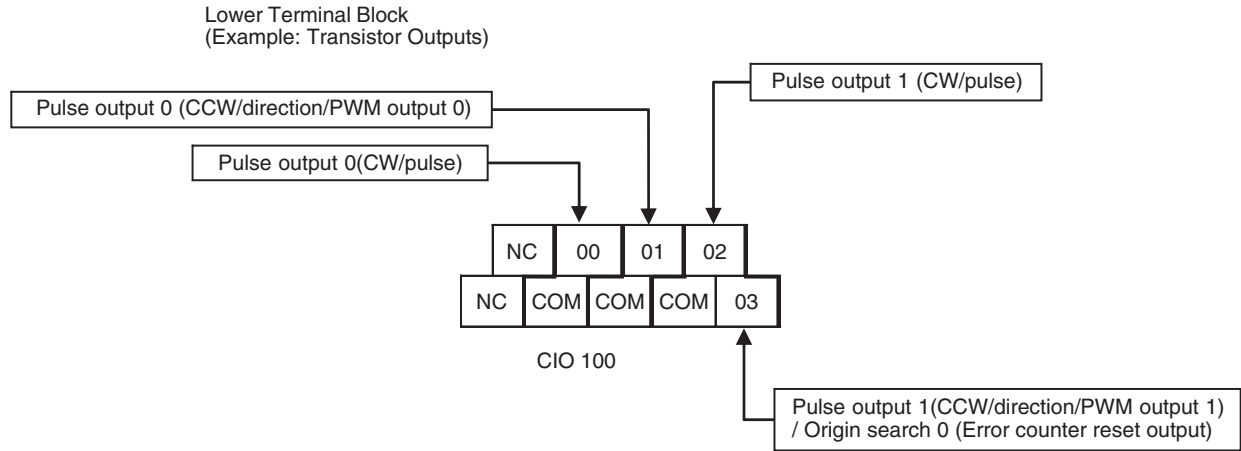 Lower Terminal Block
(Example: Transistor Outputs)
Pulse output 1 (CW/pulse)
Pulse output 0 (CCW/direction/PWM output 0)
Pulse output 0(CW/pulse)
NC 00 01 02
NC COM COM COM 03
CIO 100
Pulse output 1(CCW/direction/PWM output 1)
/ Origin search 0 (Error counter reset output)